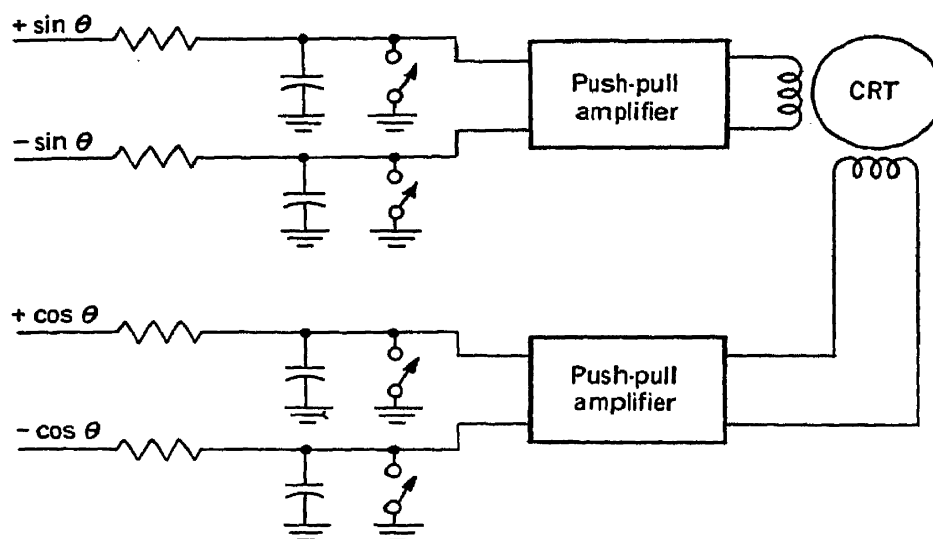 + sin θ
Push-pull
amplifier
CRT
− sin θ
+ cos θ
Push-pull
amplifier
− cos θ